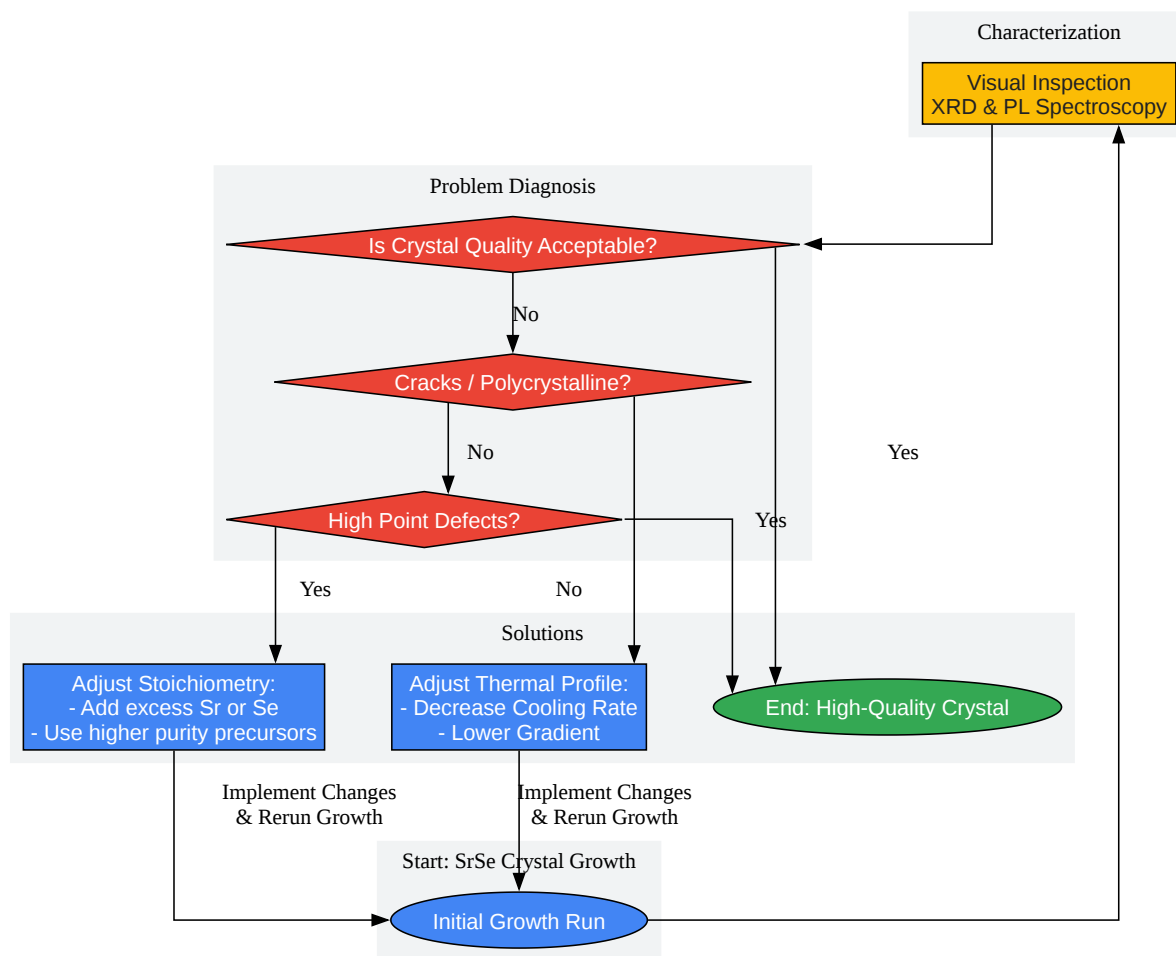 Characterization
Visual Inspection
XRD & PL Spectroscopy
Problem Diagnosis
Is Crystal Quality Acceptable?
No
Cracks / Polycrystalline?
No
Yes
High Point Defects?
Yes
Yes
No
Solutions
Adjust Stoichiometry:
- Add excess Sr or Se
- Use higher purity precursors
Adjust Thermal Profile:
- Decrease Cooling Rate
- Lower Gradient
End: High-Quality Crystal
Implement Changes
& Rerun Growth
Implement Changes
& Rerun Growth
Start: SrSe Crystal Growth
Initial Growth Run